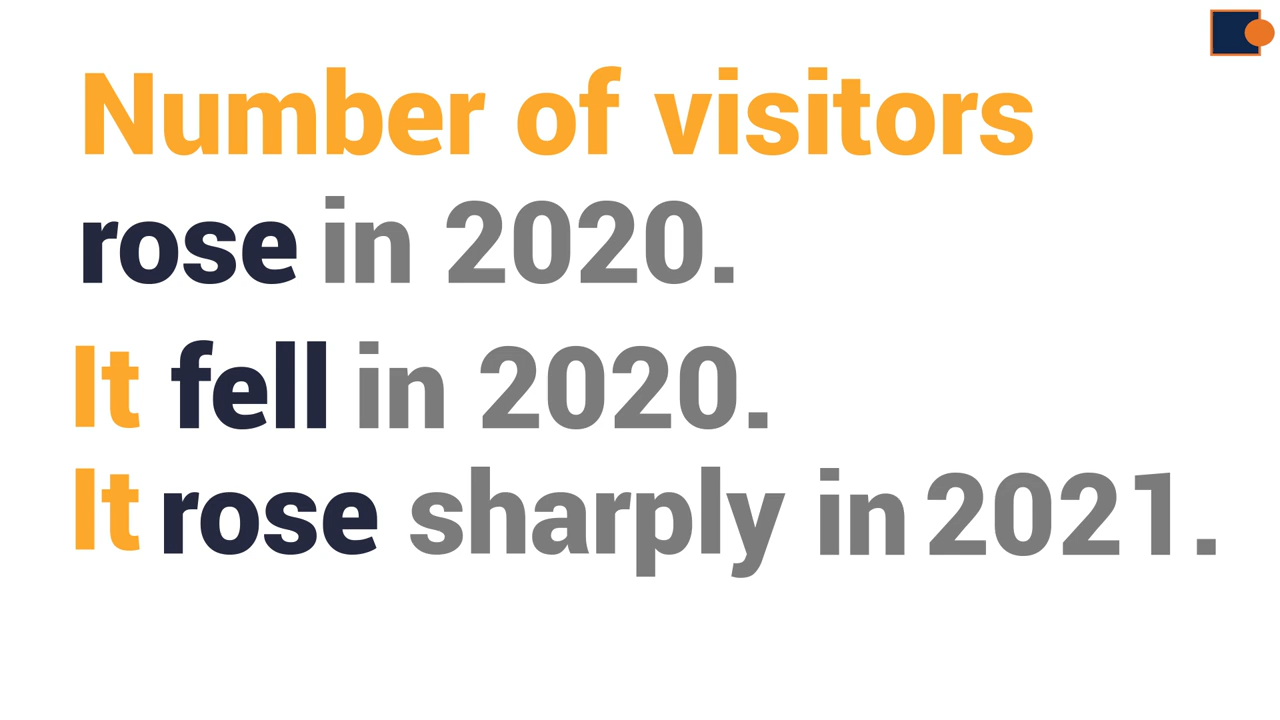 Number of visitors
rose in 2020.
It fell in 2020.
It rose sharply in 2021.